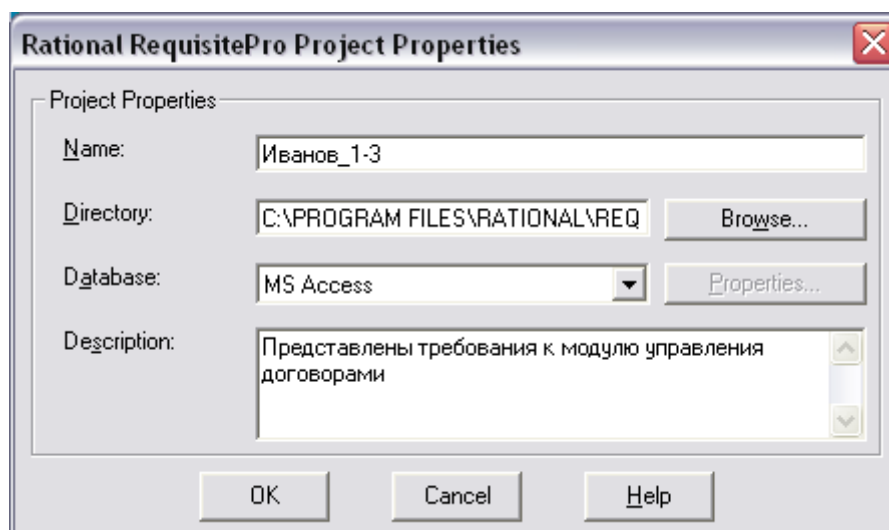 Rational RequisitePro Project Properties
Project Properties
Name:
Иванов_1-3
Directory:
C:\PROGRAM FILES\RATIONAL\REQ
Browse...
Database:
MS Access
Properties...
Description:
Представлены требования к модулю управления
договорами
OK
Cancel
Help